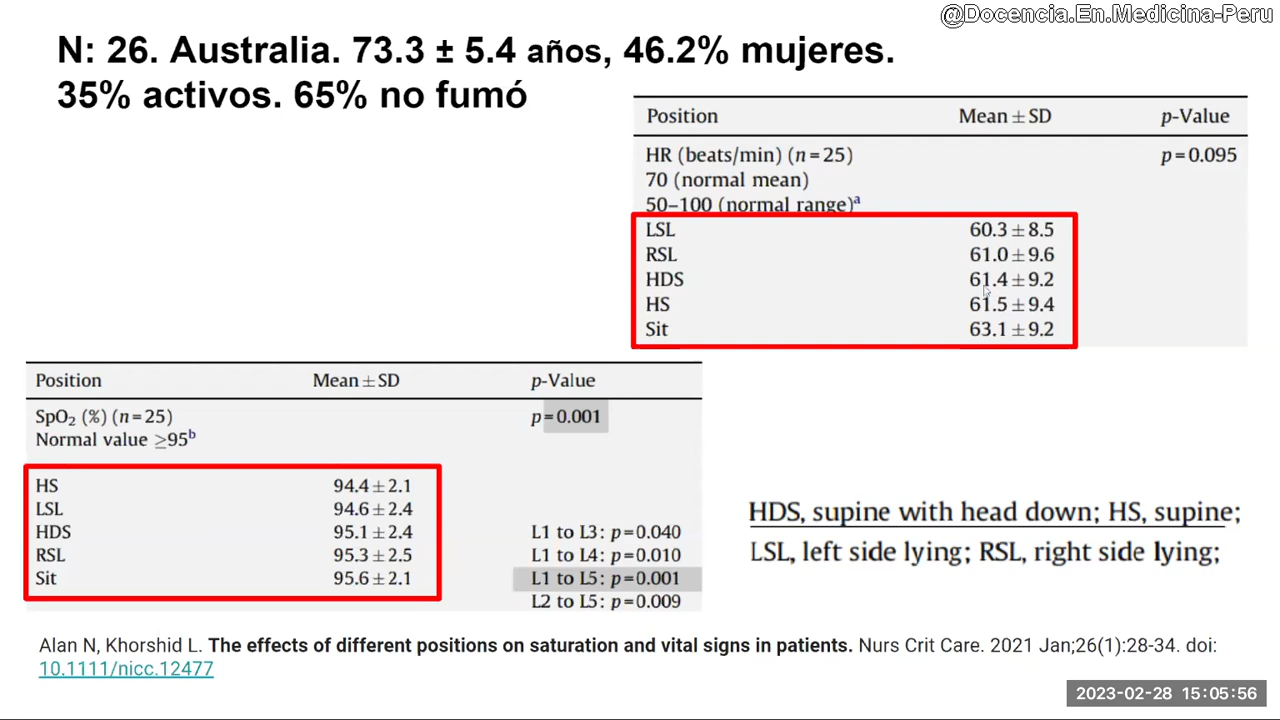 @Docencia.En.Medicina-Peru
N: 26. Australia. 73.3 ± 5.4 años, 46.2% mujeres.
35% activos. 65% no fumó
Position Mean ± SD p-Value
HR (beats/min) (n = 25) p = 0.095
70 (normal mean)
50–100 (normal range)ᵃ
LSL 60.3 ± 8.5
RSL 61.0 ± 9.6
HDS 61.4 ± 9.2
HS 61.5 ± 9.4
Sit 63.1 ± 9.2
Position Mean ± SD p-Value
SpO₂ (%) (n = 25) p = 0.001
Normal value ≥95ᵇ
HS 94.4 ± 2.1
LSL 94.6 ± 2.4
HDS 95.1 ± 2.4 L1 to L3: p = 0.040
RSL 95.3 ± 2.5 L1 to L4: p = 0.010
Sit 95.6 ± 2.1 L1 to L5: p = 0.001
L2 to L5: p = 0.009
HDS, supine with head down; HS, supine;
LSL, left side lying; RSL, right side lying;
Alan N, Khorshid L. The effects of different positions on saturation and vital signs in patients. Nurs Crit Care. 2021 Jan;26(1):28-34. doi:
10.1111/nicc.12477
2023-02-28 15:05:56